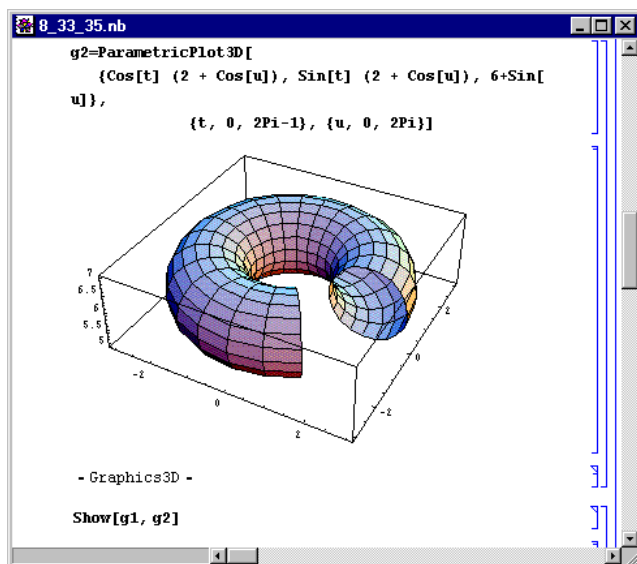 8_33_35.nb
g2=ParametricPlot3D[
{Cos[t] (2 + Cos[u]), Sin[t] (2 + Cos[u]), 6+Sin[
u]},
{t, 0, 2Pi-1}, {u, 0, 2Pi}]
7
6.5
6
5.5
5
-2
0
2
-2
0
2
-Graphics3D-
Show[g1, g2]